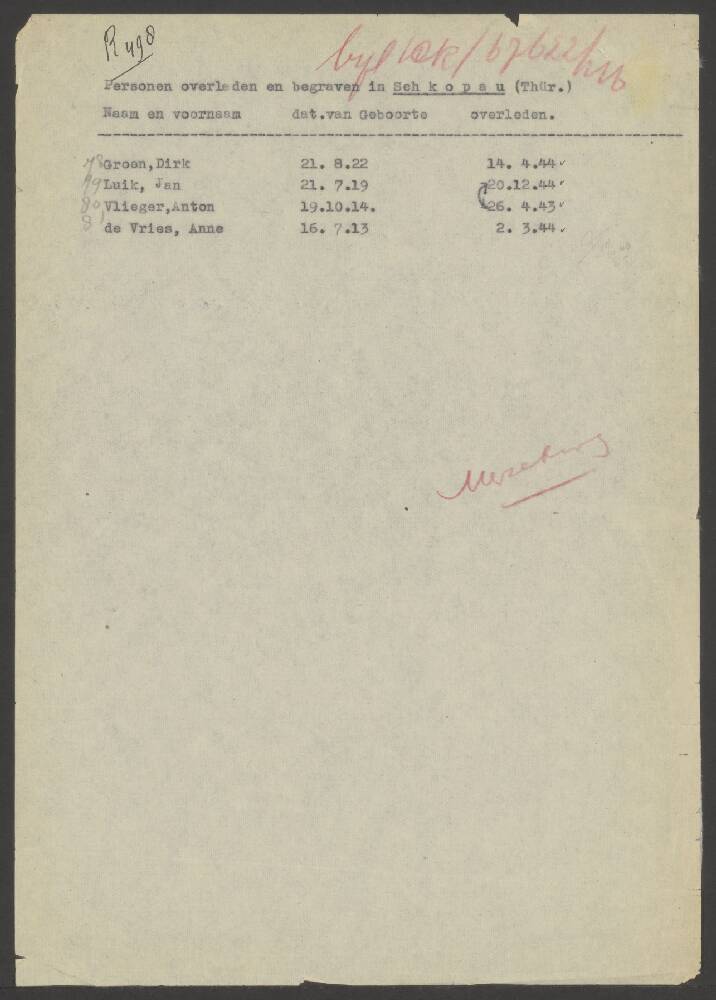 Personen overleden en begraven in Schkopau (Thür.)
Naam en voornaam dat.van Geboorte overleden.
78 Groen,Dirk 21. 8.22 14. 4.44
79 Luik, Jan 21. 7.19 20.12.44
80 Vlieger,Anton 19.10.14. 26. 4.43
81 de Vries, Anne 16. 7.13 2. 3.44
Merseburg